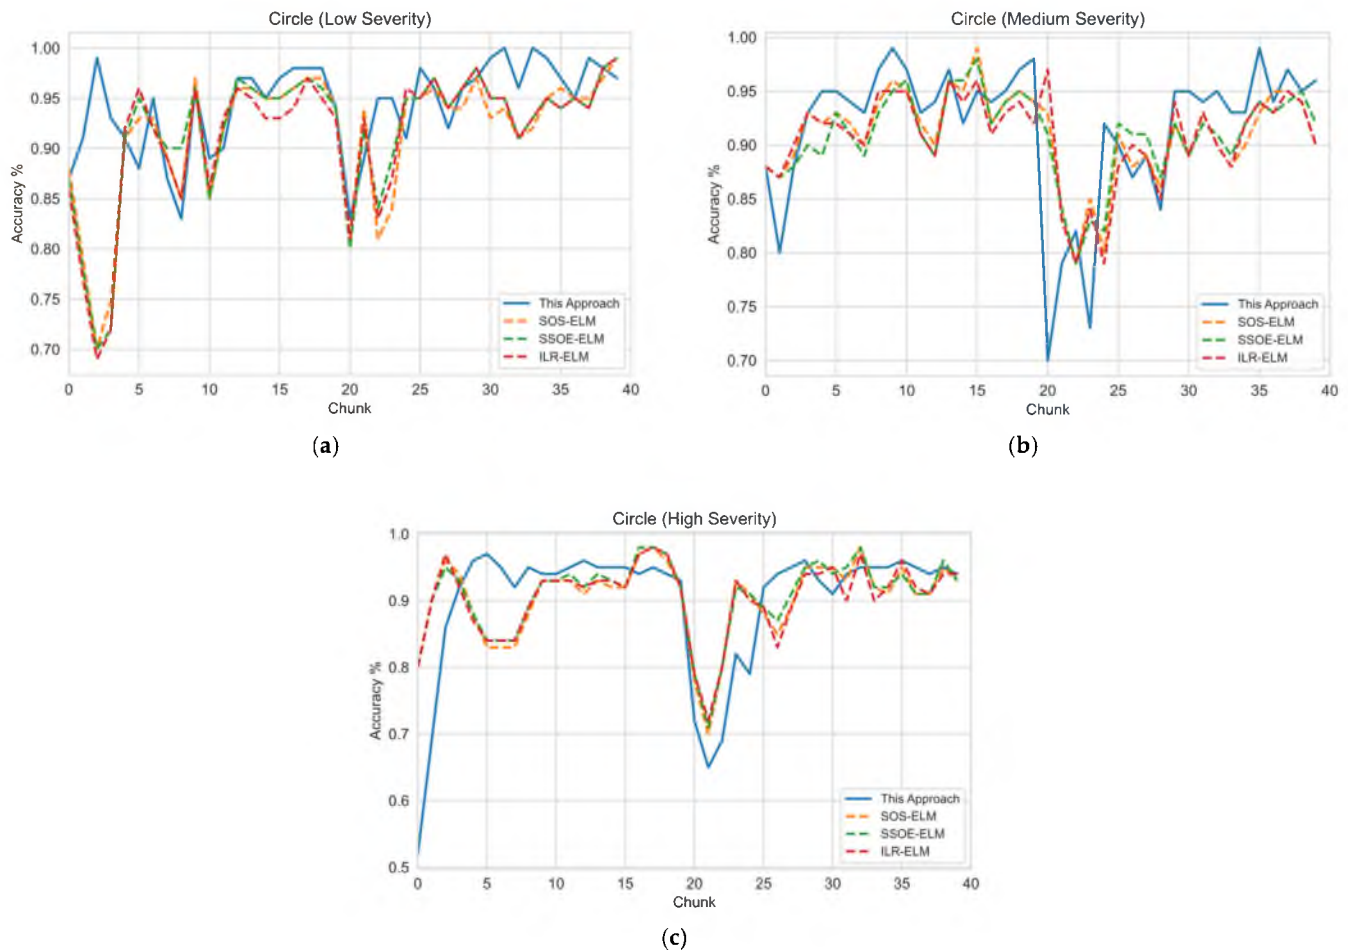 Circle (Low Severity)
1.00
0.95
0.90
0.85
0.80
0.75
0.70
Accuracy %
This Approach
SOS-ELM
SSOE-ELM
ILR-ELM
0 5 10 15 20 25 30 35 40
Chunk
(a)
Circle (Medium Severity)
1.00
0.95
0.90
0.85
0.80
0.75
0.70
Accuracy %
This Approach
SOS-ELM
SSOE-ELM
ILR-ELM
0 5 10 15 20 25 30 35 40
Chunk
(b)
Circle (High Severity)
1.0
0.9
0.8
0.7
0.6
0.5
Accuracy %
This Approach
SOS-ELM
SSOE-ELM
ILR-ELM
0 5 10 15 20 25 30 35 40
Chunk
(c)